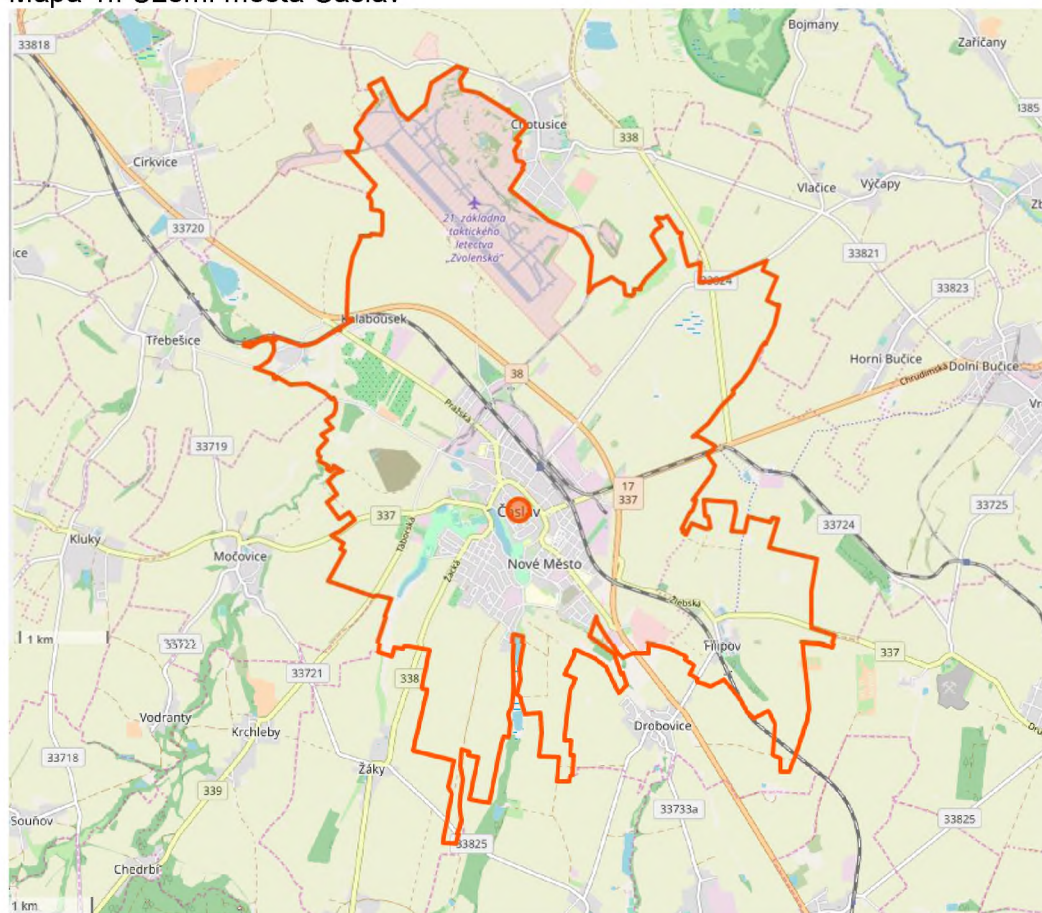 Bojmany
33818
Zaříčany
Chotusice
338
Cirkvice
Vlačice
Výčapy
33720
21. základna
taktického
letectva
„Zvolenská“
33821
33824
33823
Kalabousek
Třebešice
Horní Bučice
Dolní Bučice
Chrudimská
38
Pražská
33719
17
337
337
Čáslav
33724
33725
Kluky
Močovice
Táborská
Žacká
Nové Město
Žlebská
1 km
33722
Filipov
337
33721
338
Vodranty
Krchleby
Drobovice
33718
Žáky
339
33733a
Souňov
33825
33825
Chedrbí
1 km